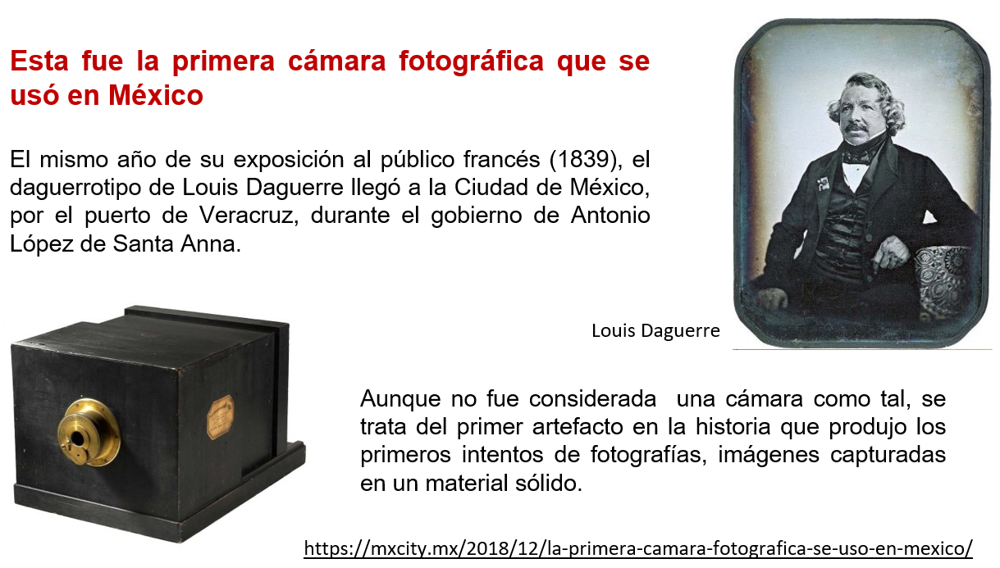 Esta fue la primera cámara fotográfica que se
usó en México
El mismo año de su exposición al público francés (1839), el
daguerrotipo de Louis Daguerre llegó a la Ciudad de México,
por el puerto de Veracruz, durante el gobierno de Antonio
López de Santa Anna.
Louis Daguerre
Aunque no fue considerada una cámara como tal, se
trata del primer artefacto en la historia que produjo los
primeros intentos de fotografías, imágenes capturadas
en un material sólido.
https://mxcity.mx/2018/12/la-primera-camara-fotografica-se-uso-en-mexico/